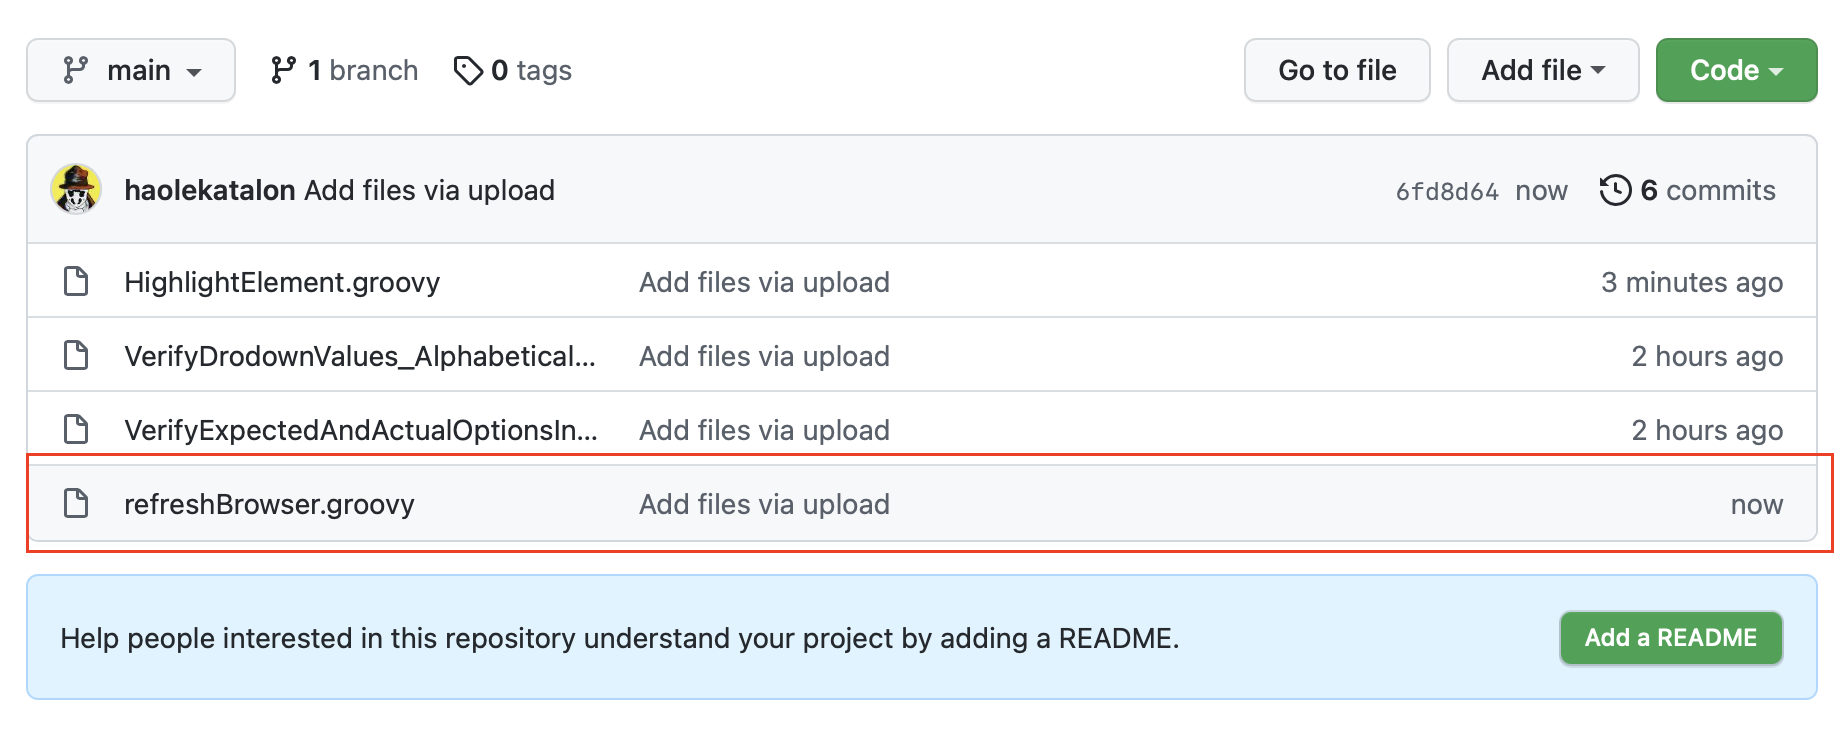 main 1 branch 0 tags Go to file Add file Code
haolekatalon Add files via upload 6fd8d64 now 6 commits
HighlightElement.groovy Add files via upload 3 minutes ago
VerifyDrodownValues_Alphabetical... Add files via upload 2 hours ago
VerifyExpectedAndActualOptionsIn... Add files via upload 2 hours ago
refreshBrowser.groovy Add files via upload now
Help people interested in this repository understand your project by adding a README. Add a README